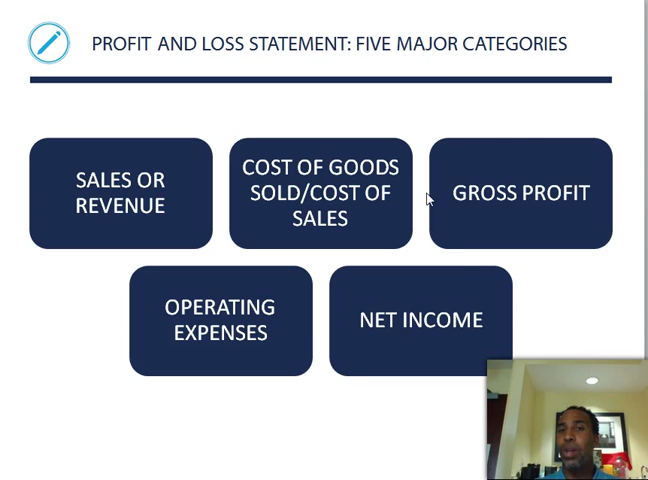 PROFIT AND LOSS STATEMENT: FIVE MAJOR CATEGORIES
SALES OR
REVENUE
COST OF GOODS
SOLD/COST OF
SALES
GROSS PROFIT
OPERATING
EXPENSES
NET INCOME